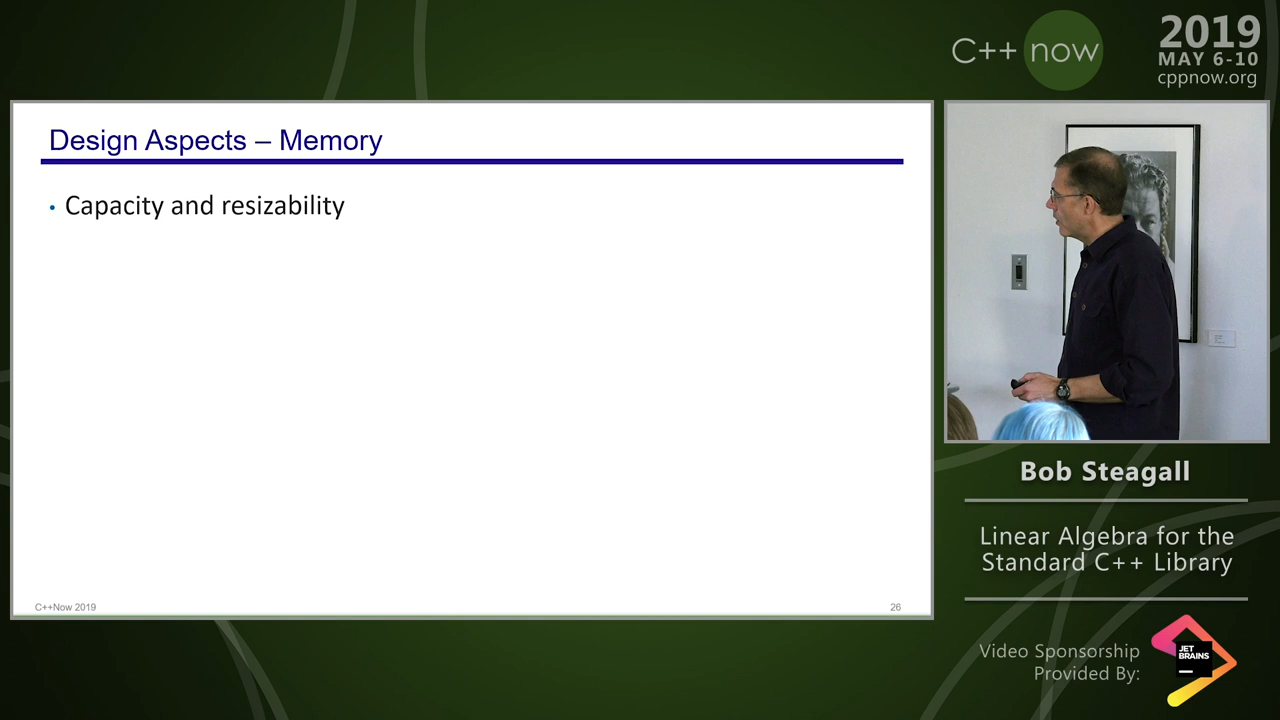 C++ now
2019
MAY 6-10
cppnow.org
Design Aspects – Memory
• Capacity and resizability
C++Now 2019
26
Bob Steagall
Linear Algebra for the
Standard C++ Library
Video Sponsorship
Provided By:
JET
BRAINS